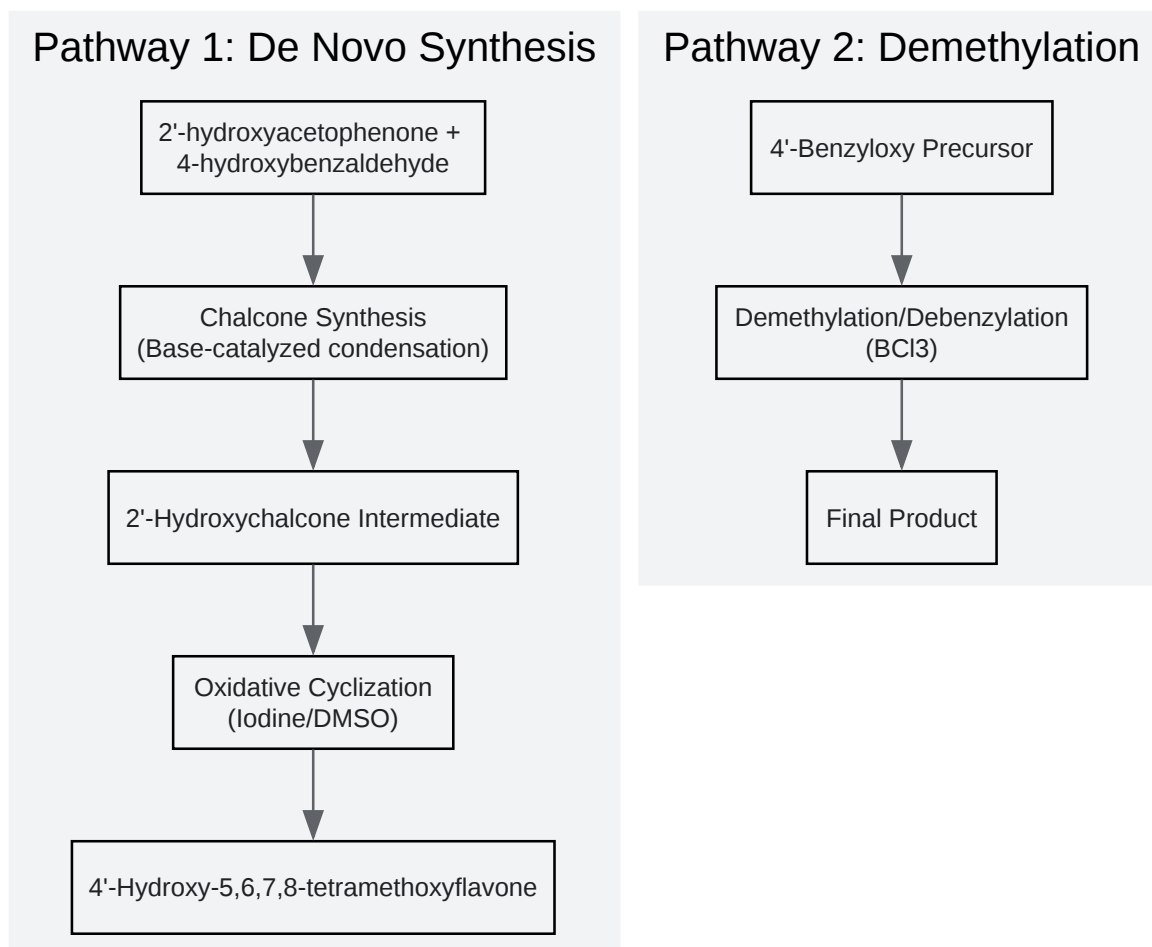 Pathway 1: De Novo Synthesis
2'-hydroxyacetophenone +
4-hydroxybenzaldehyde
Chalcone Synthesis
(Base-catalyzed condensation)
2'-Hydroxychalcone Intermediate
Oxidative Cyclization
(Iodine/DMSO)
4'-Hydroxy-5,6,7,8-tetramethoxyflavone
Pathway 2: Demethylation
4'-Benzyloxy Precursor
Demethylation/Debenzylation
(BCl3)
Final Product